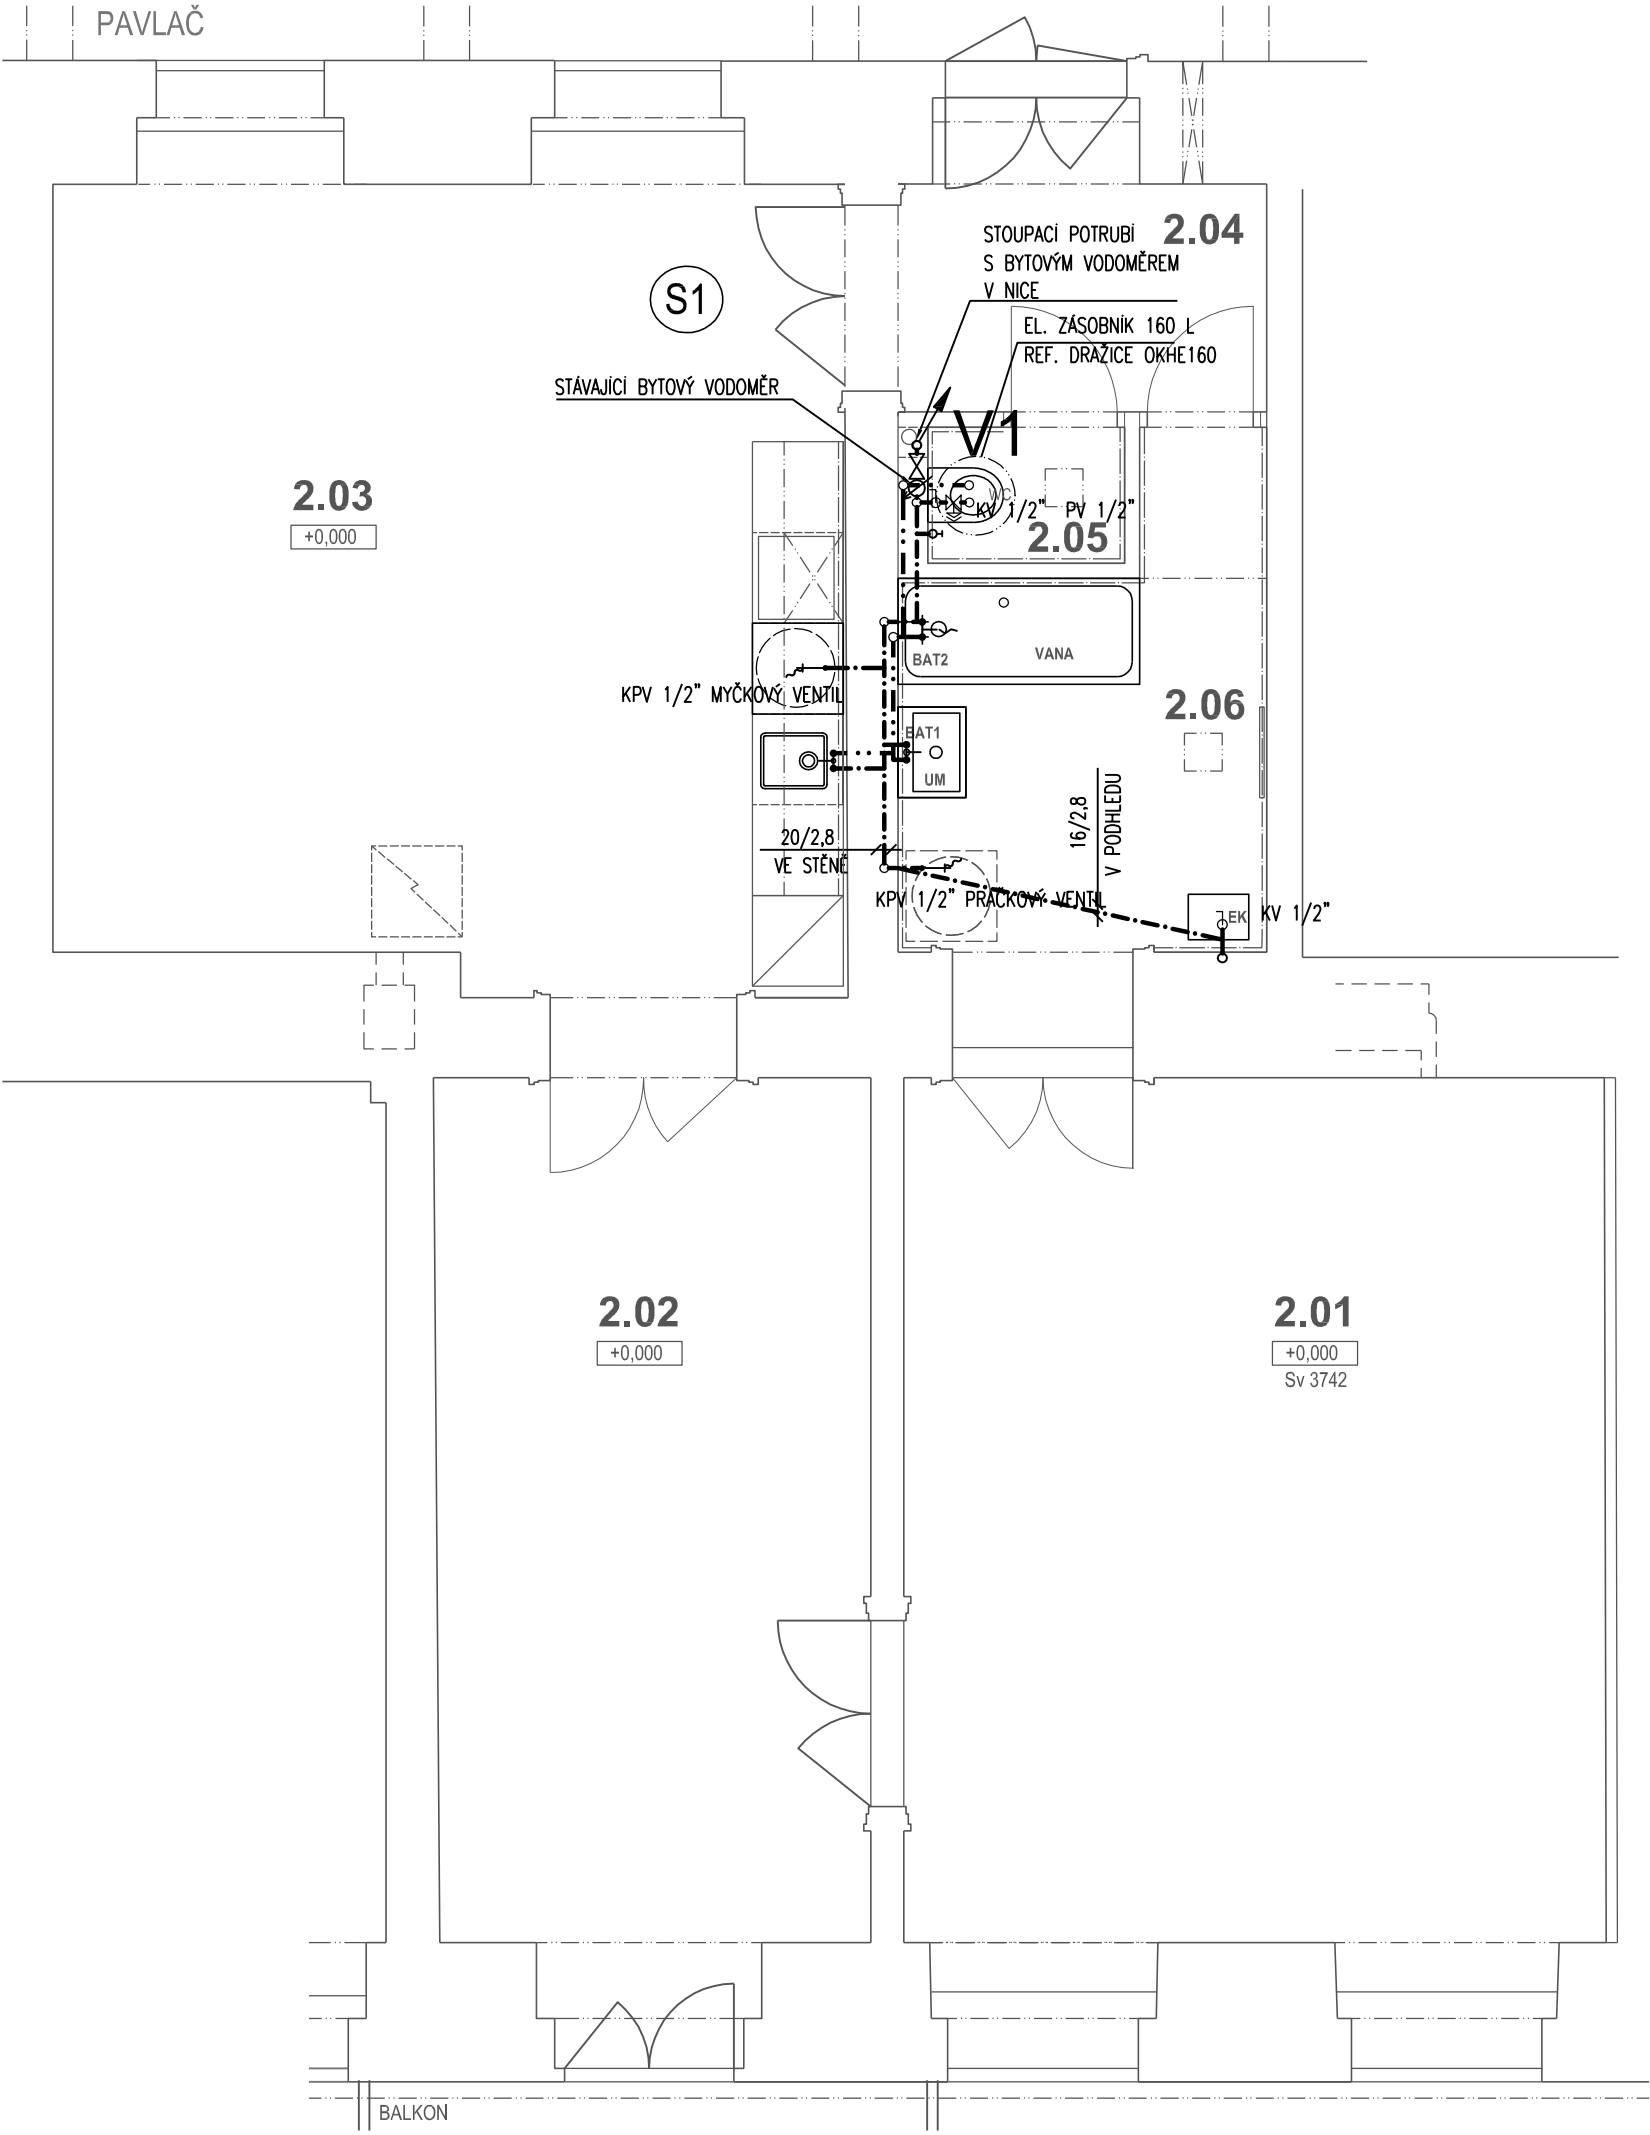 PAVLAČ
2.04
STOUPACÍ POTRUBÍ
S BYTOVÝM VODOMĚREM
V NICE
S1
EL. ZÁSOBNÍK 160 L
REF. DRAŽICE OKHE160
STÁVAJÍCÍ BYTOVÝ VODOMĚR
V1
2.03
+0,000
WC
KV 1/2" PV 1/2"
2.05
BAT2
VANA
KPV 1/2" MYČKOVÝ VENTIL
2.06
BAT1
UM
16/2,8
V PODHLEDU
20/2,8
VE STĚNĚ
KPV 1/2" PRAČKOVÝ VENTIL
EK
KV 1/2"
2.02
+0,000
2.01
+0,000
Sv 3742
BALKON